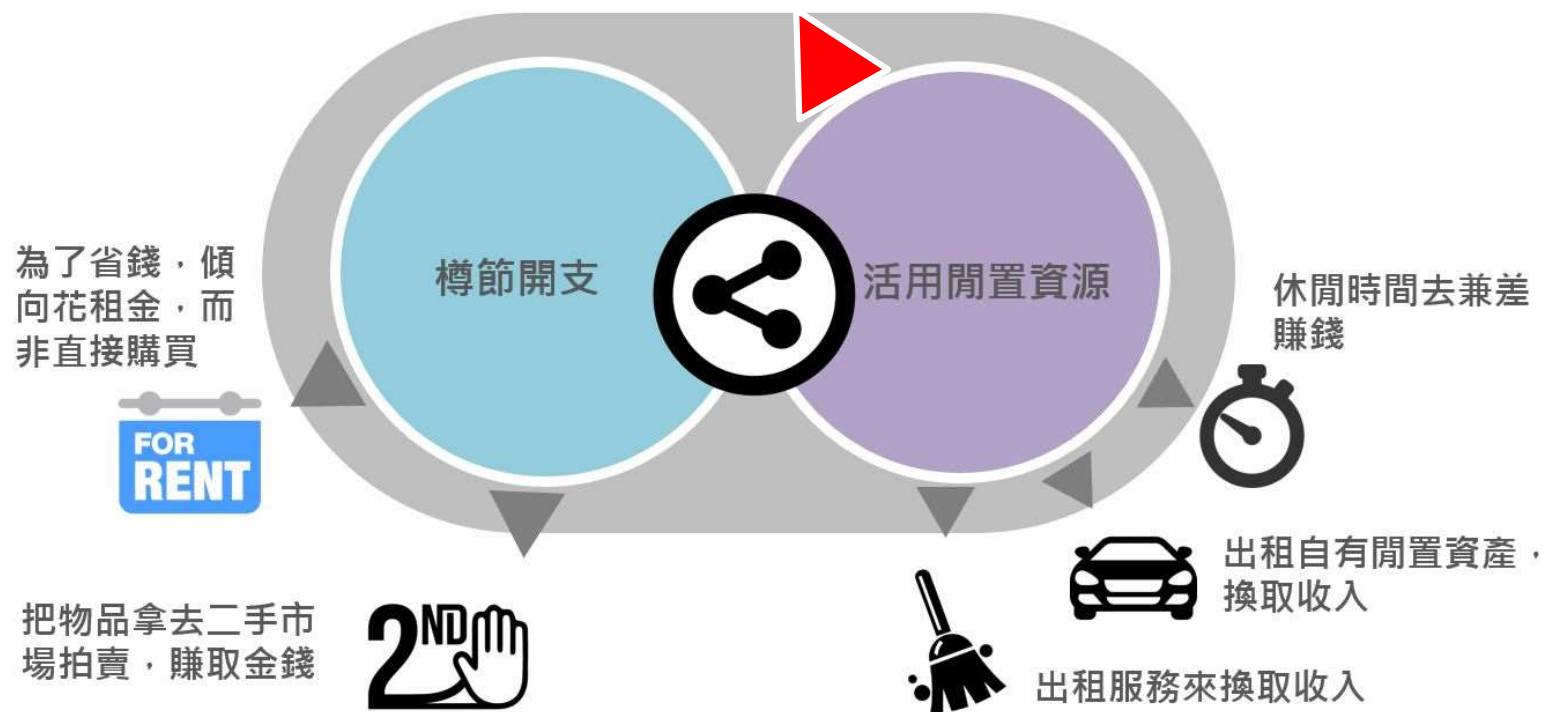 樽節開支
活用閒置資源
為了省錢，傾
向花租金，而
非直接購買
FOR
RENT
把物品拿去二手市
場拍賣，賺取金錢
2ND
休閒時間去兼差
賺錢
出租自有閒置資產，
換取收入
出租服務來換取收入